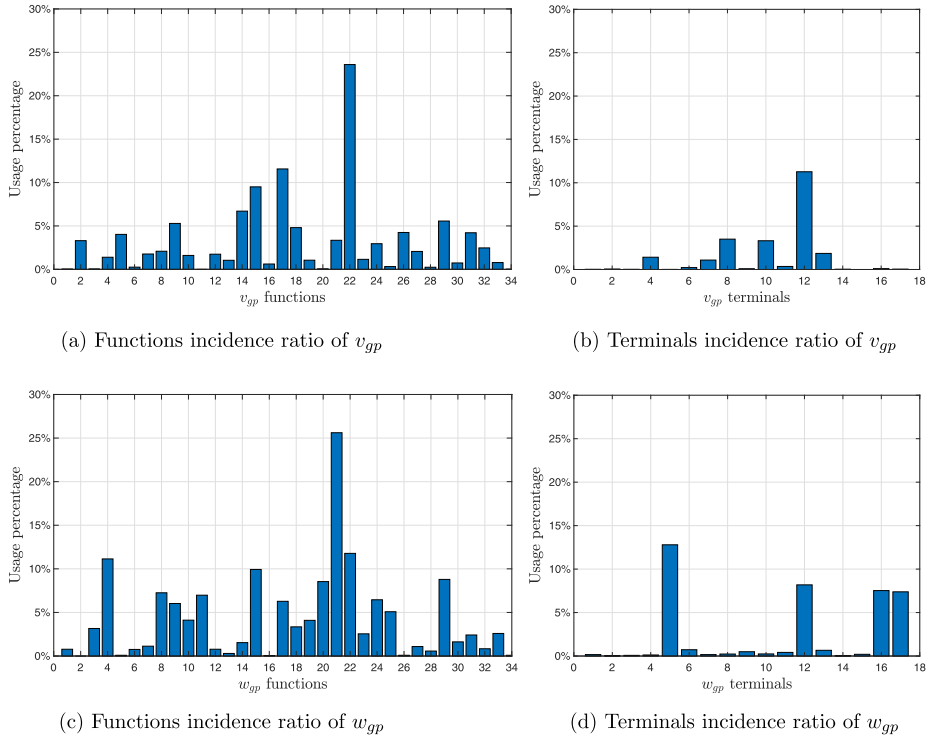 30%
25%
20%
15%
10%
5%
0%
Usage percentage
0 2 4 6 8 10 12 14 16 18 20 22 24 26 28 30 32 34
v_gp functions
(a) Functions incidence ratio of v_gp
30%
25%
20%
15%
10%
5%
0%
Usage percentage
0 2 4 6 8 10 12 14 16 18
v_gp terminals
(b) Terminals incidence ratio of v_gp
30%
25%
20%
15%
10%
5%
0%
Usage percentage
0 2 4 6 8 10 12 14 16 18 20 22 24 26 28 30 32 34
w_gp functions
(c) Functions incidence ratio of w_gp
30%
25%
20%
15%
10%
5%
0%
Usage percentage
0 2 4 6 8 10 12 14 16 18
w_gp terminals
(d) Terminals incidence ratio of w_gp